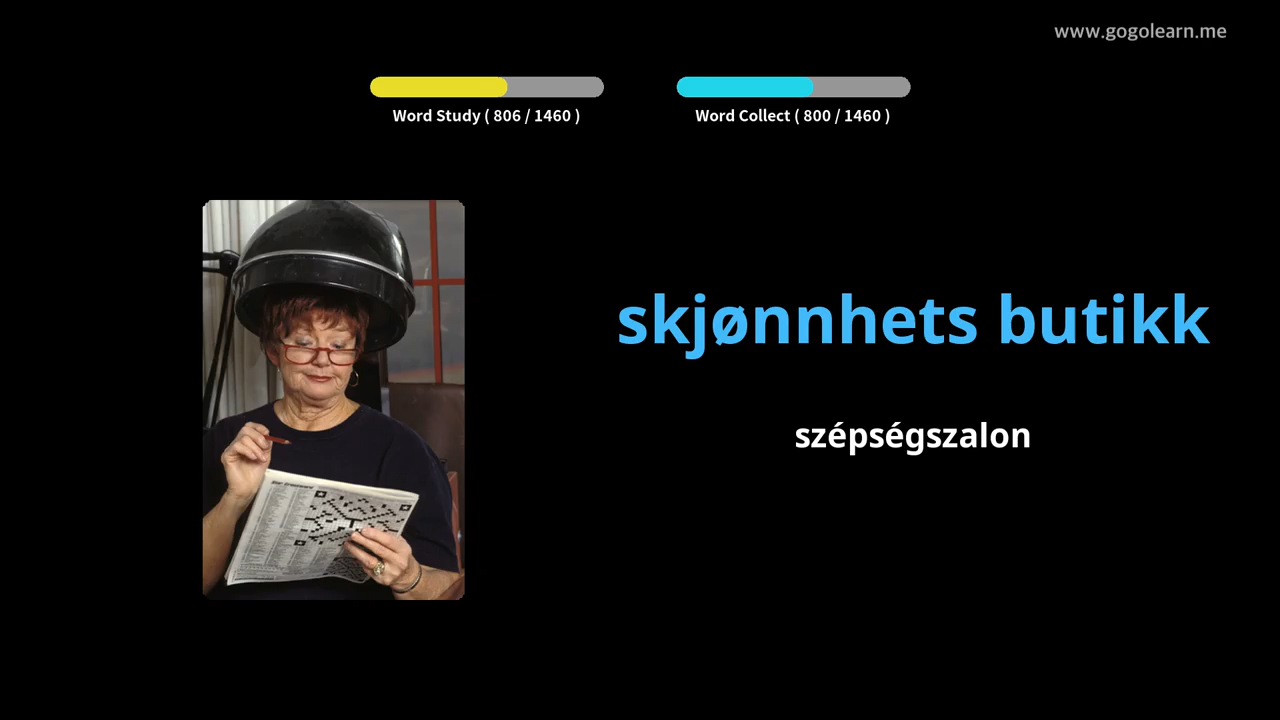 www.gogolearn.me
Word Study ( 806 / 1460 )
Word Collect ( 800 / 1460 )
skjønnhets butikk
szépségszalon